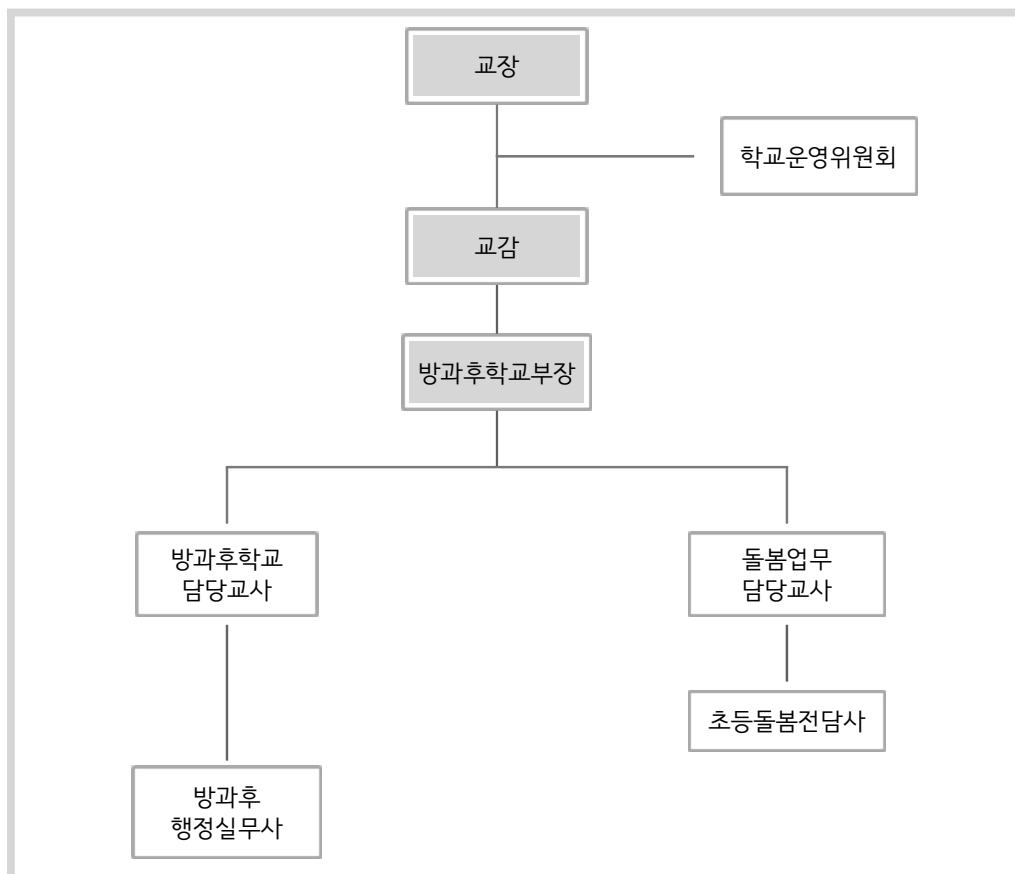 교장
학교운영위원회
교감
방과후학교부장
방과후학교
담당교사
돌봄업무
담당교사
초등돌봄전담사
방과후
행정실무사